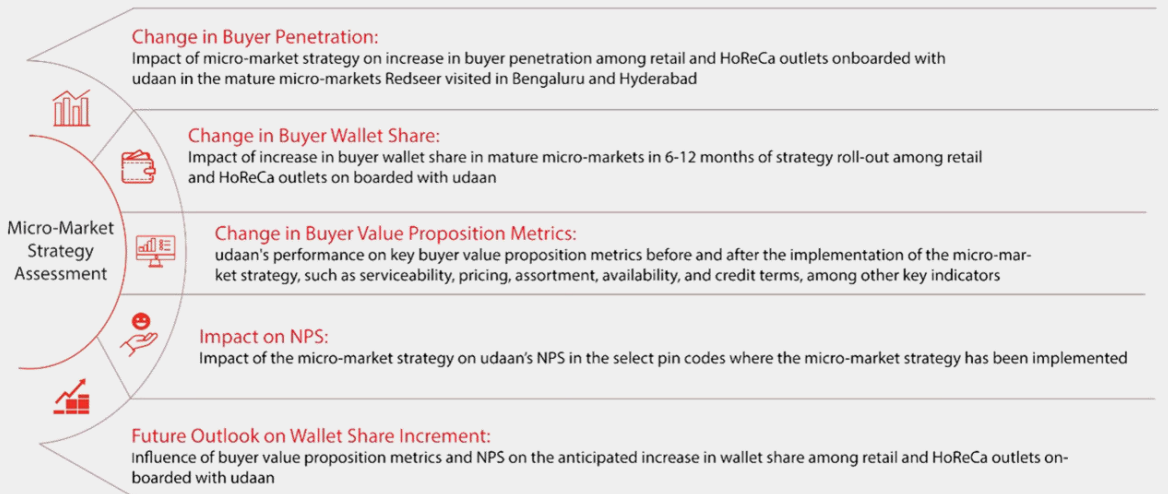 Change in Buyer Penetration:
Impact of micro-market strategy on increase in buyer penetration among retail and HoReCa outlets onboarded with
udaan in the mature micro-markets Redseer visited in Bengaluru and Hyderabad
Change in Buyer Wallet Share:
Impact of increase in buyer wallet share in mature micro-markets in 6-12 months of strategy roll-out among retail
and HoReCa outlets on boarded with udaan
Micro-Market
Strategy
Assessment
Change in Buyer Value Proposition Metrics:
udaan's performance on key buyer value proposition metrics before and after the implementation of the micro-mar-
ket strategy, such as serviceability, pricing, assortment, availability, and credit terms, among other key indicators
Impact on NPS:
Impact of the micro-market strategy on udaan's NPS in the select pin codes where the micro-market strategy has been implemented
Future Outlook on Wallet Share Increment:
Influence of buyer value proposition metrics and NPS on the anticipated increase in wallet share among retail and HoReCa outlets on-
boarded with udaan